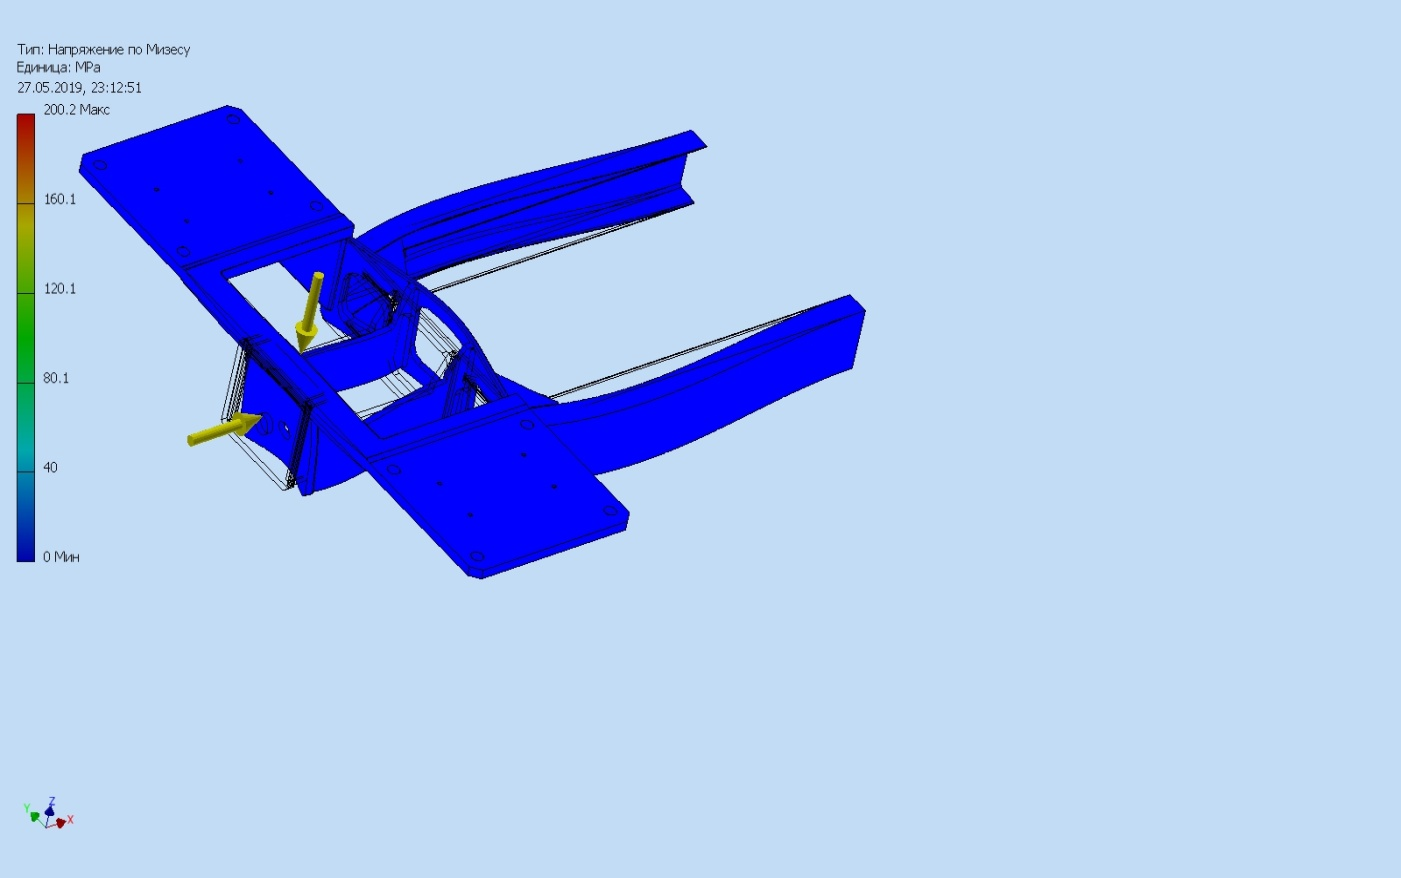 Тип: Напряжение по Мизесу
Единица: MPa
27.05.2019, 23:12:51
200.2 Макс
160.1
120.1
80.1
40
0 Мин
Z
Y
X